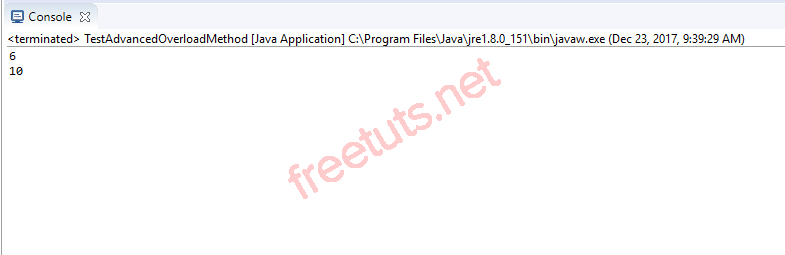 Console
<terminated> TestAdvancedOverloadMethod [Java Application] C:\Program Files\Java\jre1.8.0_151\bin\javaw.exe (Dec 23, 2017, 9:39:29 AM)
6
10
freetuts.net